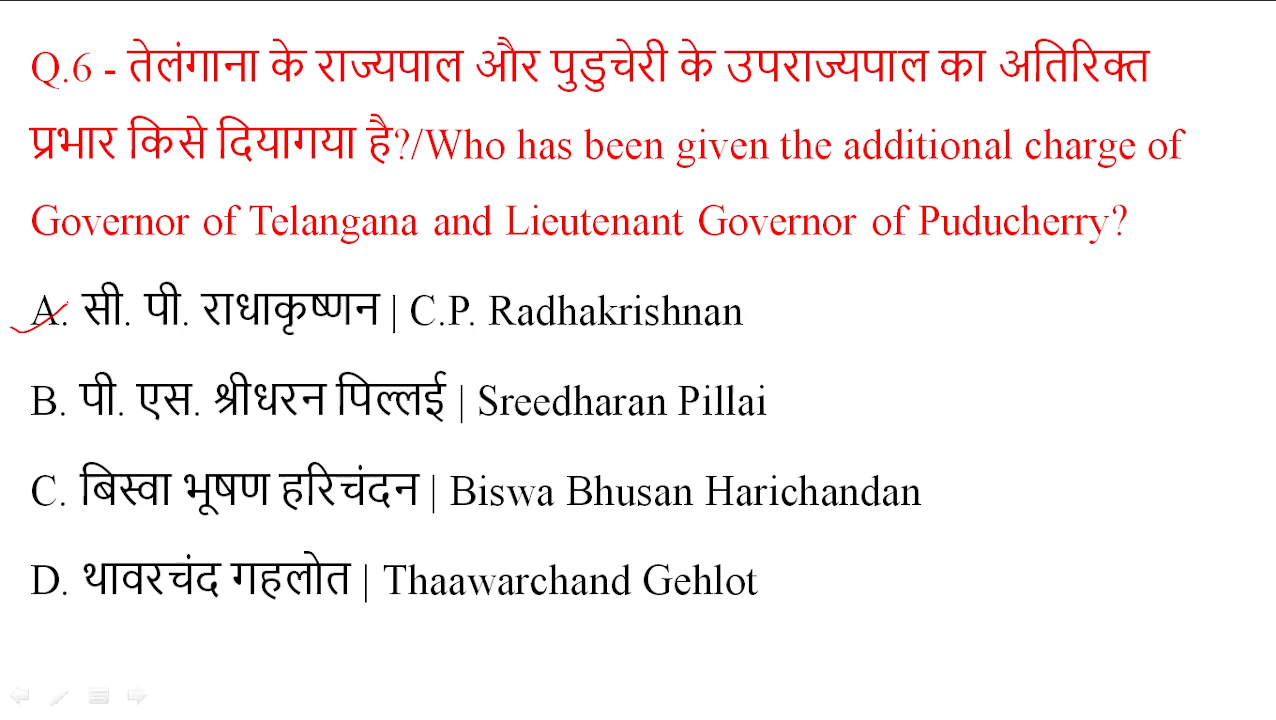 Q.6 - तेलंगाना के राज्यपाल और पुडुचेरी के उपराज्यपाल का अतिरिक्त
प्रभार किसे दियागया है?/Who has been given the additional charge of
Governor of Telangana and Lieutenant Governor of Puducherry?
A. सी. पी. राधाकृष्णन | C.P. Radhakrishnan
B. पी. एस. श्रीधरन पिल्लई | Sreedharan Pillai
C. बिस्वा भूषण हरिचंदन | Biswa Bhusan Harichandan
D. थावरचंद गहलोत | Thaawarchand Gehlot